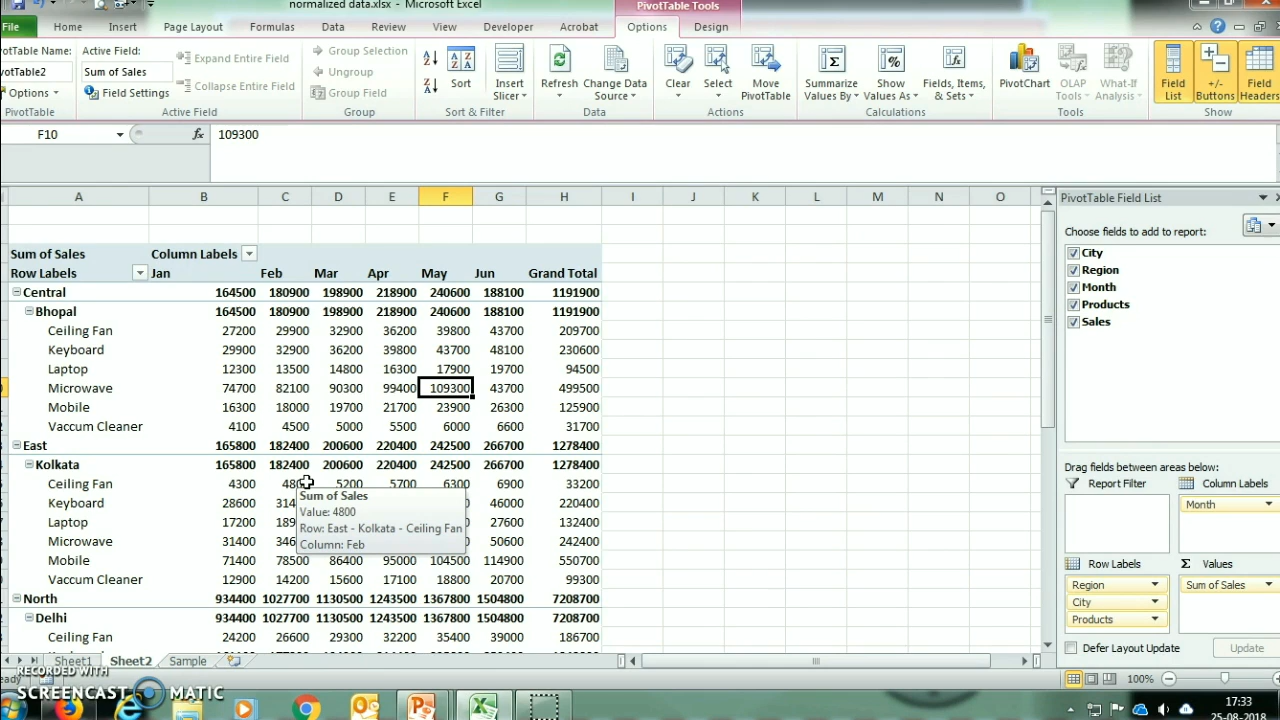 normalized data.xlsx - Microsoft Excel
PivotTable Tools
File Home Insert Page Layout Formulas Data Review View Developer Acrobat Options Design
Active Field:
Sum of Sales
Options
Field Settings
Expand Entire Field
Collapse Entire Field
Active Field
Group Selection
Ungroup
Group Field
Group
Sort
Insert Slicer
Sort & Filter
Refresh
Change Data Source
Data
Clear
Select
Move PivotTable
Actions
Summarize Values By
Show Values As
Fields, Items, & Sets
Calculations
PivotChart
OLAP Tools
What-If Analysis
Tools
Field List
+/- Buttons
Field Headers
Show
F10 fx 109300
A B C D E F G H I J K L M N O
Sum of Sales Column Labels
Row Labels Jan Feb Mar Apr May Jun Grand Total
Central 164500 180900 198900 218900 240600 188100 1191900
Bhopal 164500 180900 198900 218900 240600 188100 1191900
Ceiling Fan 27200 29900 32900 36200 39800 43700 209700
Keyboard 29900 32900 36200 39800 43700 48100 230600
Laptop 12300 13500 14800 16300 17900 19700 94500
Microwave 74700 82100 90300 99400 109300 43700 499500
Mobile 16300 18000 19700 21700 23900 26300 125900
Vaccum Cleaner 4100 4500 5000 5500 6000 6600 31700
East 165800 182400 200600 220400 242500 266700 1278400
Kolkata 165800 182400 200600 220400 242500 266700 1278400
Ceiling Fan 4300 4800 5200 5700 6300 6900 33200
Keyboard 28600 46000 220400
Laptop 17200 27600 132400
Microwave 31400 50600 242400
Mobile 71400 78500 86400 95000 104500 114900 550700
Vaccum Cleaner 12900 14200 15600 17100 18800 20700 99300
North 934400 1027700 1130500 1243500 1367800 1504800 7208700
Delhi 934400 1027700 1130500 1243500 1367800 1504800 7208700
Ceiling Fan 24200 26600 29300 32200 35400 39000 186700
Sum of Sales
Value: 4800
Row: East - Kolkata - Ceiling Fan
Column: Feb
PivotTable Field List
Choose fields to add to report:
City
Region
Month
Products
Sales
Drag fields between areas below:
Report Filter
Column Labels
Month
Row Labels
Σ Values
Region
City
Products
Sum of Sales
Defer Layout Update
Update
Sheet1 Sheet2 Sample
100%
RECORDED WITH
SCREENCAST MATIC
17:33
25-08-2018